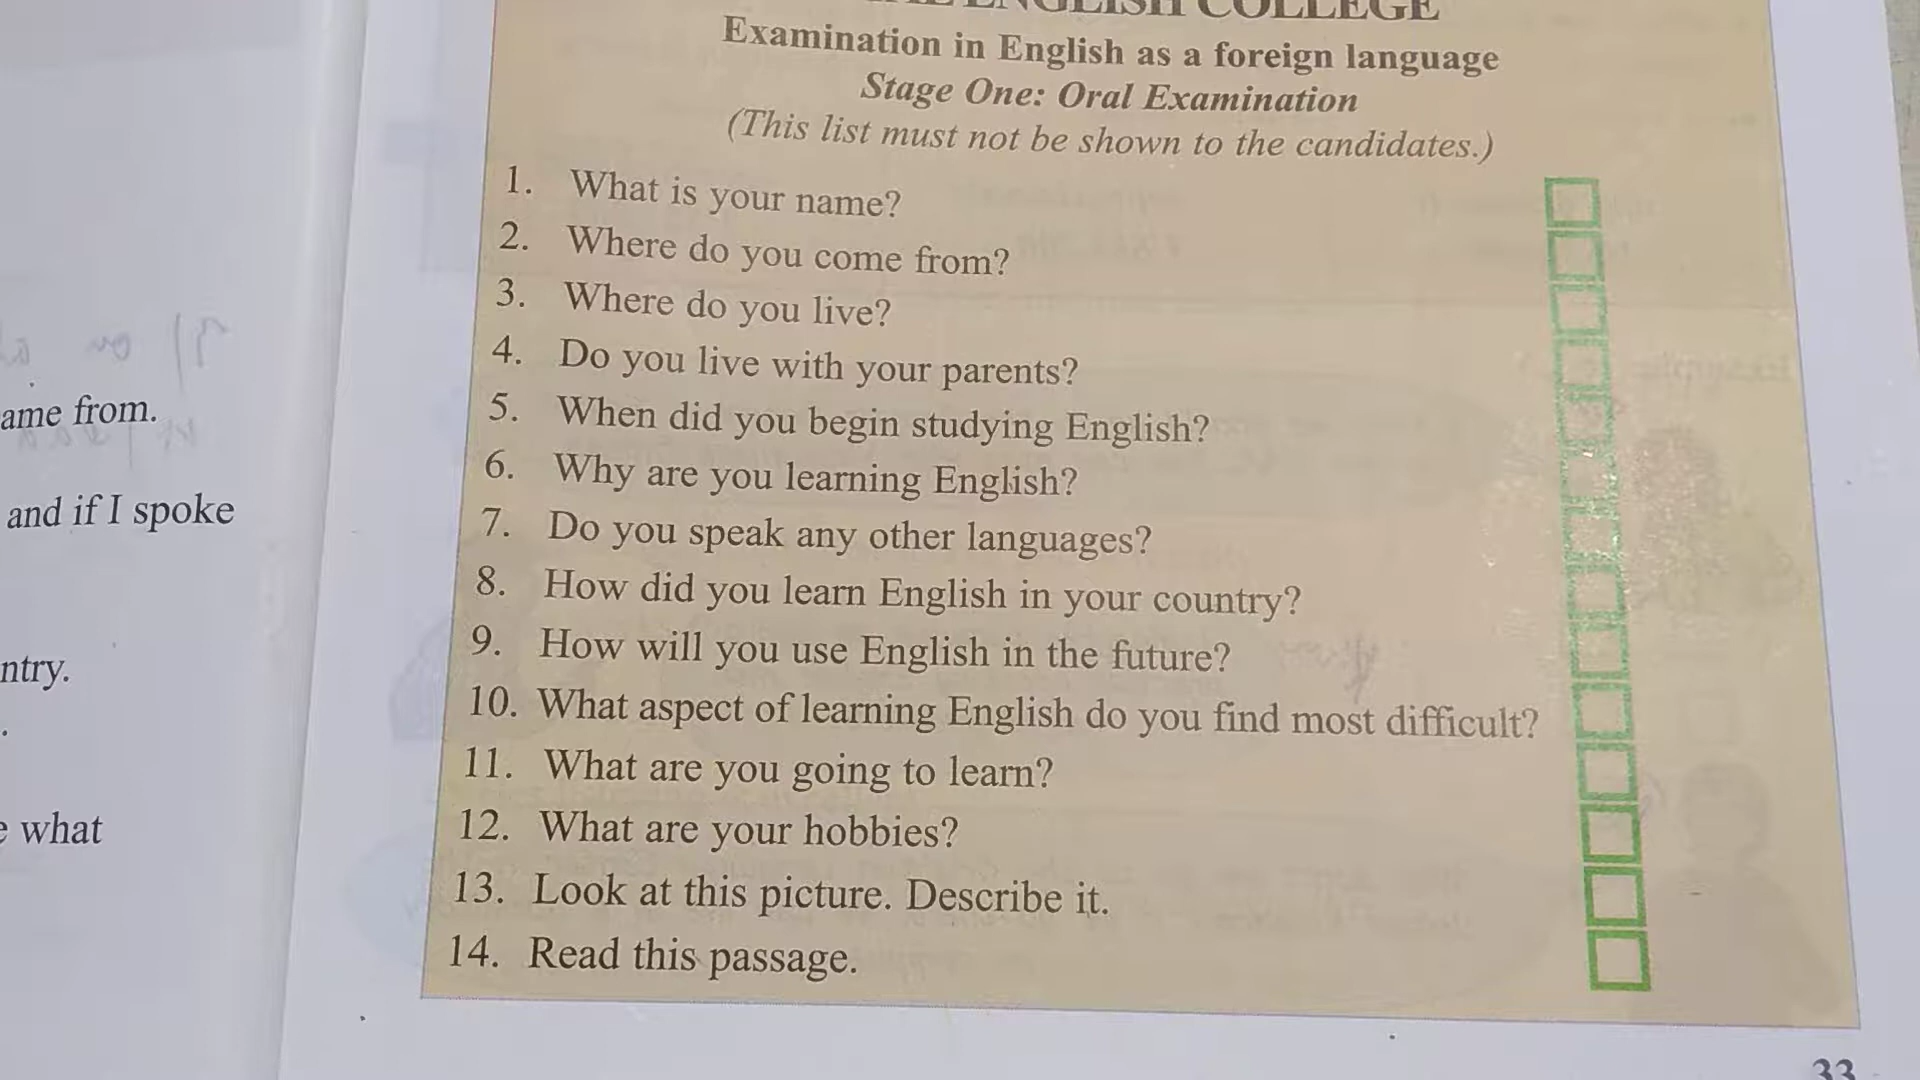 ENGLISH COLLEGE
Examination in English as a foreign language
Stage One: Oral Examination
(This list must not be shown to the candidates.)
1. What is your name?
2. Where do you come from?
3. Where do you live?
4. Do you live with your parents?
5. When did you begin studying English?
6. Why are you learning English?
7. Do you speak any other languages?
8. How did you learn English in your country?
9. How will you use English in the future?
10. What aspect of learning English do you find most difficult?
11. What are you going to learn?
12. What are your hobbies?
13. Look at this picture. Describe it.
14. Read this passage.
ame from.
and if I spoke
ntry.
.
e what
33